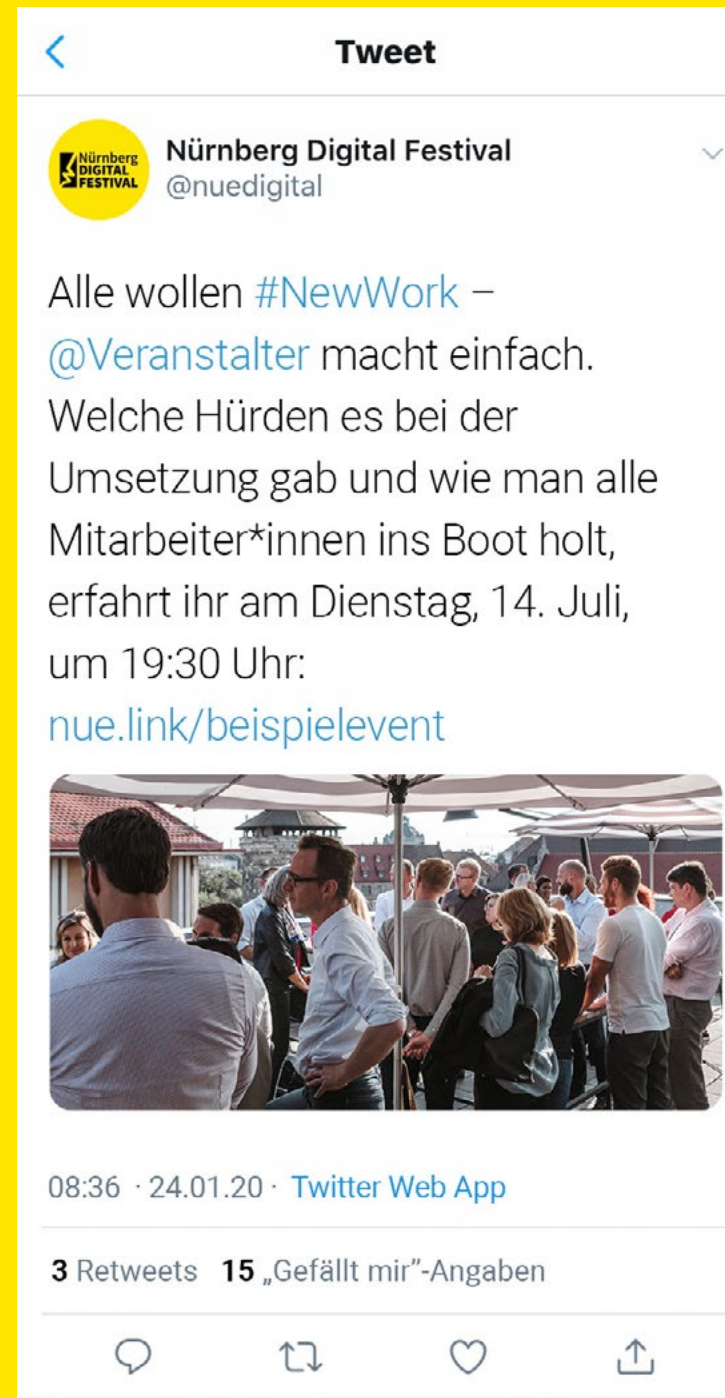 Tweet
Nürnberg
DIGITAL
FESTIVAL
Nürnberg Digital Festival
@nuedigital
Alle wollen #NewWork –
@Veranstalter macht einfach.
Welche Hürden es bei der
Umsetzung gab und wie man alle
Mitarbeiter*innen ins Boot holt,
erfahrt ihr am Dienstag, 14. Juli,
um 19:30 Uhr:
nue.link/beispielevent
08:36 · 24.01.20 · Twitter Web App
3 Retweets 15 „Gefällt mir”-Angaben